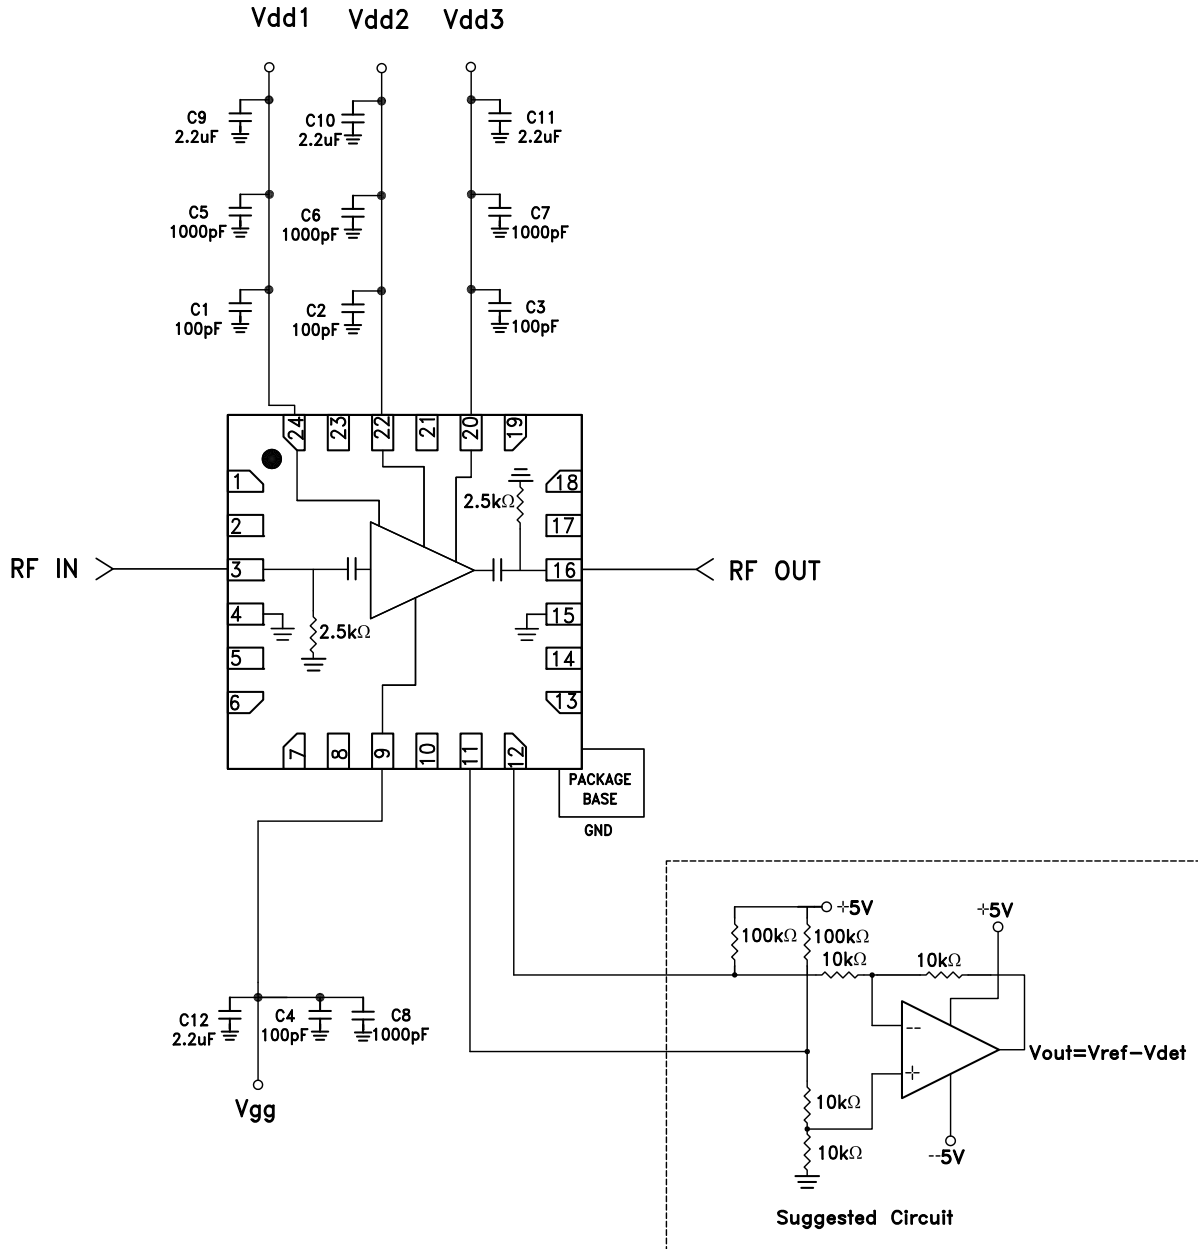 Vdd1 Vdd2 Vdd3
C9
2.2uF
C10
2.2uF
C11
2.2uF
C5
1000pF
C6
1000pF
C7
1000pF
C1
100pF
C2
100pF
C3
100pF
24 23 22 21 20 19
1
2
3
4
5
6
18
17
16
15
14
13
2.5kΩ
RF IN
RF OUT
2.5kΩ
7 8 9 10 11 12
PACKAGE
BASE
GND
+5V
+5V
100kΩ
100kΩ
10kΩ
10kΩ
C12
2.2uF
C4
100pF
C8
1000pF
Vgg
--
+
Vout=Vref-Vdet
10kΩ
10kΩ
--5V
Suggested Circuit